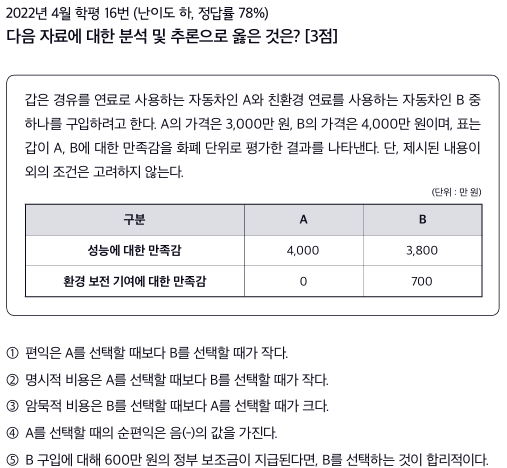 2022년 4월 학평 16번 (난이도 하, 정답률 78%)
다음 자료에 대한 분석 및 추론으로 옳은 것은? [3점]
갑은 경유를 연료로 사용하는 자동차인 A와 친환경 연료를 사용하는 자동차인 B 중
하나를 구입하려고 한다. A의 가격은 3,000만 원, B의 가격은 4,000만 원이며, 표는
갑이 A, B에 대한 만족감을 화폐 단위로 평가한 결과를 나타낸다. 단, 제시된 내용이
외의 조건은 고려하지 않는다.
(단위 : 만 원)
구분 A B
성능에 대한 만족감 4,000 3,800
환경 보전 기여에 대한 만족감 0 700
① 편익은 A를 선택할 때보다 B를 선택할 때가 작다.
② 명시적 비용은 A를 선택할 때보다 B를 선택할 때가 작다.
③ 암묵적 비용은 B를 선택할 때보다 A를 선택할 때가 크다.
④ A를 선택할 때의 순편익은 음(-)의 값을 가진다.
⑤ B 구입에 대해 600만 원의 정부 보조금이 지급된다면, B를 선택하는 것이 합리적이다.